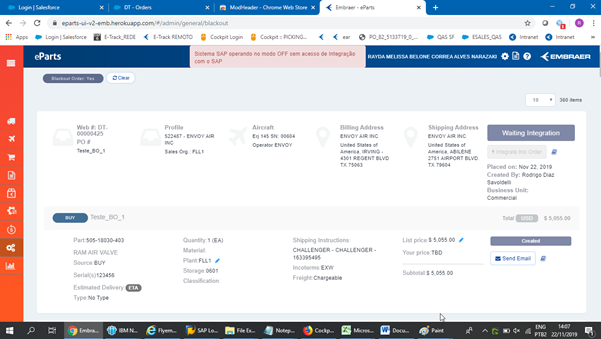 Login | Salesforce
DT - Orders
ModHeader - Chrome Web Store
Embraer - eParts
eparts-ui-v2-emb.herokuapp.com/#/admin/general/blackout
Apps
Login | Salesforce
E-Track_REDE
E-Track REMOTO
Cockpit Login
Cockpit :: PICKING...
ear
PO_82_5133719_0_...
QAS SF
ESALES_QAS
Intranet
Intranet
eParts
Sistema SAP operando no modo OFF sem acesso de integração
com o SAP
RAYDA MELISSA BELONE CORREA ALVES NARAZAKI
EMBRAER
Blackout Order: Yes
Clear
10
360 items
Web #: DT-
00000425
PO #
Teste_BO_1
Profile
522487 - ENVOY AIR
INC
Sales Org.: FLL1
Aircraft
Erj 145 SN: 00604
Operator ENVOY
Billing Address
ENVOY AIR INC
United States of
America, IRVING -
4301 REGENT BLVD
TX 75063
Shipping Address
ENVOY AIR INC
United States of
America, ABILENE
2751 AIRPORT BLVD
TX 79604
Waiting Integration
Integrate this Order
Placed on: Nov 22, 2019
Created By: Rodrigo Diaz
Savoldelli
Business Unit:
Commercial
BUY
Teste_BO_1
Total
USD
$ 5,055.00
Part:505-18030-403
RAM AIR VALVE
Source:BUY
Serial(s)123456
Estimated Delivery:
Type:No Type
Quantity:1 (EA)
Material:
Plant FLL1
Storage:0601
Classification:
Shipping Instructions:
CHALLENGER - CHALLENGER -
163395495
Incoterms:EXW
Freight:Chargeable
List price $ 5,055.00
Your price TBD
Subtotal $ 5,055.00
Created
Send Email
Embrae...
IBM N...
Flyem...
SAP Lo...
File Ex...
Notep...
Cockp...
Micros...
W Docu...
Paint
ENG
PTB2
14:07
22/11/2019